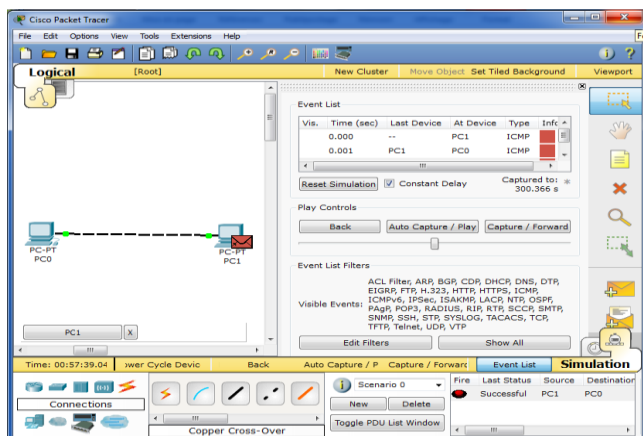 Cisco Packet Tracer
File Edit Options View Tools Extensions Help
Logical [Root] New Cluster Move Object Set Tiled Background Viewport
Event List
Vis. Time (sec) Last Device At Device Type Info
0.000 -- PC1 ICMP
0.001 PC1 PC0 ICMP
Reset Simulation Constant Delay Captured to: *
300.366 s
Play Controls
Back Auto Capture / Play Capture / Forward
PC-PT
PC0
PC-PT
PC1
Event List Filters
Visible Events:
ACL Filter, ARP, BGP, CDP, DHCP, DNS, DTP,
EIGRP, FTP, H.323, HTTP, HTTPS, ICMP,
ICMPv6, IPSec, ISAKMP, LACP, NTP, OSPF,
PAgP, POP3, RADIUS, RIP, RTP, SCCP, SMTP,
SNMP, SSH, STP, SYSLOG, TACACS, TCP,
TFTP, Telnet, UDP, VTP
Edit Filters Show All
PC1 X
Time: 00:57:39.04 ower Cycle Devic Back Auto Capture / P Capture / Forwarc Event List Simulation
Connections
Copper Cross-Over
Scenario 0
New Delete
Toggle PDU List Window
Fire Last Status Source Destination
Successful PC1 PC0